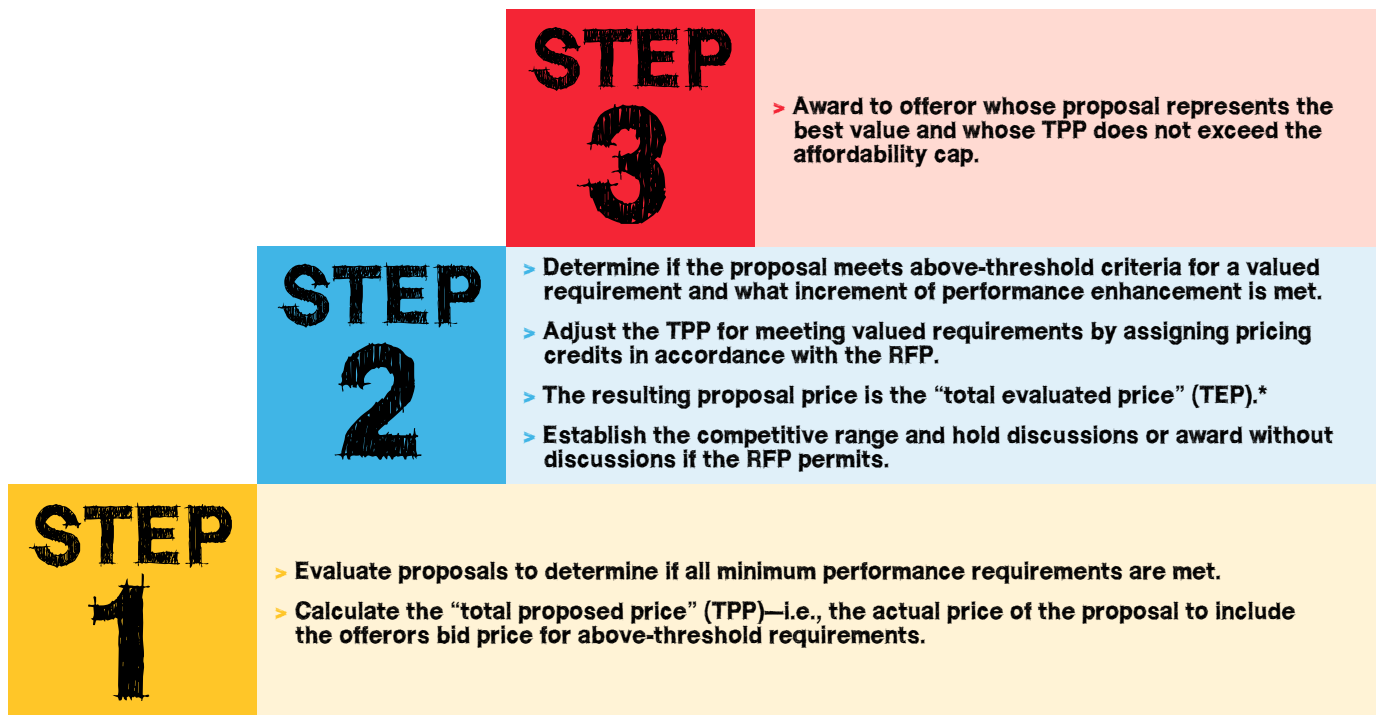 STEP
3
> Award to offeror whose proposal represents the
best value and whose TPP does not exceed the
affordability cap.
STEP
2
> Determine if the proposal meets above-threshold criteria for a valued
requirement and what increment of performance enhancement is met.
> Adjust the TPP for meeting valued requirements by assigning pricing
credits in accordance with the RFP.
> The resulting proposal price is the “total evaluated price” (TEP).*
> Establish the competitive range and hold discussions or award without
discussions if the RFP permits.
STEP
1
> Evaluate proposals to determine if all minimum performance requirements are met.
> Calculate the “total proposed price” (TPP)—i.e., the actual price of the proposal to include
the offerors bid price for above-threshold requirements.